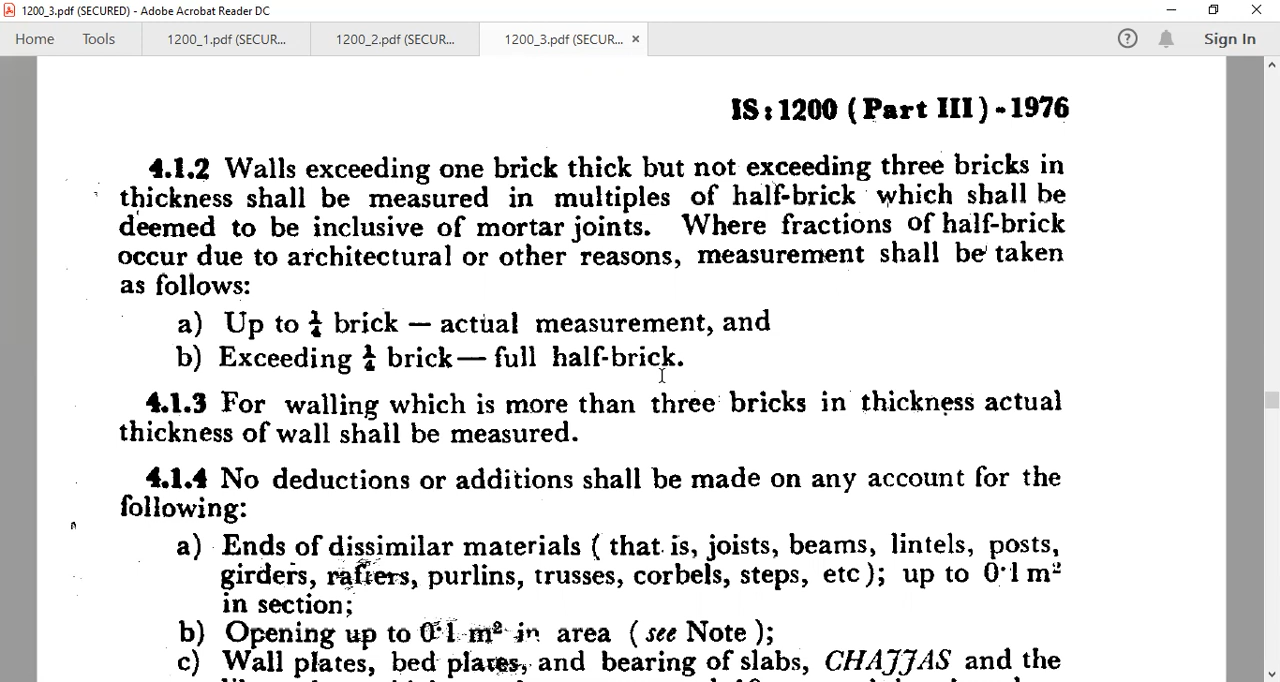 1200_3.pdf (SECURED) - Adobe Acrobat Reader DC
Home Tools 1200_1.pdf (SECUR... 1200_2.pdf (SECUR... 1200_3.pdf (SECUR... × ? Sign In
IS : 1200 ( Part III ) - 1976
4.1.2 Walls exceeding one brick thick but not exceeding three bricks in
thickness shall be measured in multiples of half-brick which shall be
deemed to be inclusive of mortar joints. Where fractions of half-brick
occur due to architectural or other reasons, measurement shall be taken
as follows:
a) Up to ¼ brick — actual measurement, and
b) Exceeding ¼ brick — full half-brick.
4.1.3 For walling which is more than three bricks in thickness actual
thickness of wall shall be measured.
4.1.4 No deductions or additions shall be made on any account for the
following:
a) Ends of dissimilar materials ( that is, joists, beams, lintels, posts,
girders, rafters, purlins, trusses, corbels, steps, etc ); up to 0·1 m²
in section;
b) Opening up to 0·1 m² in area ( see Note );
c) Wall plates, bed plates, and bearing of slabs, CHAJJAS and the